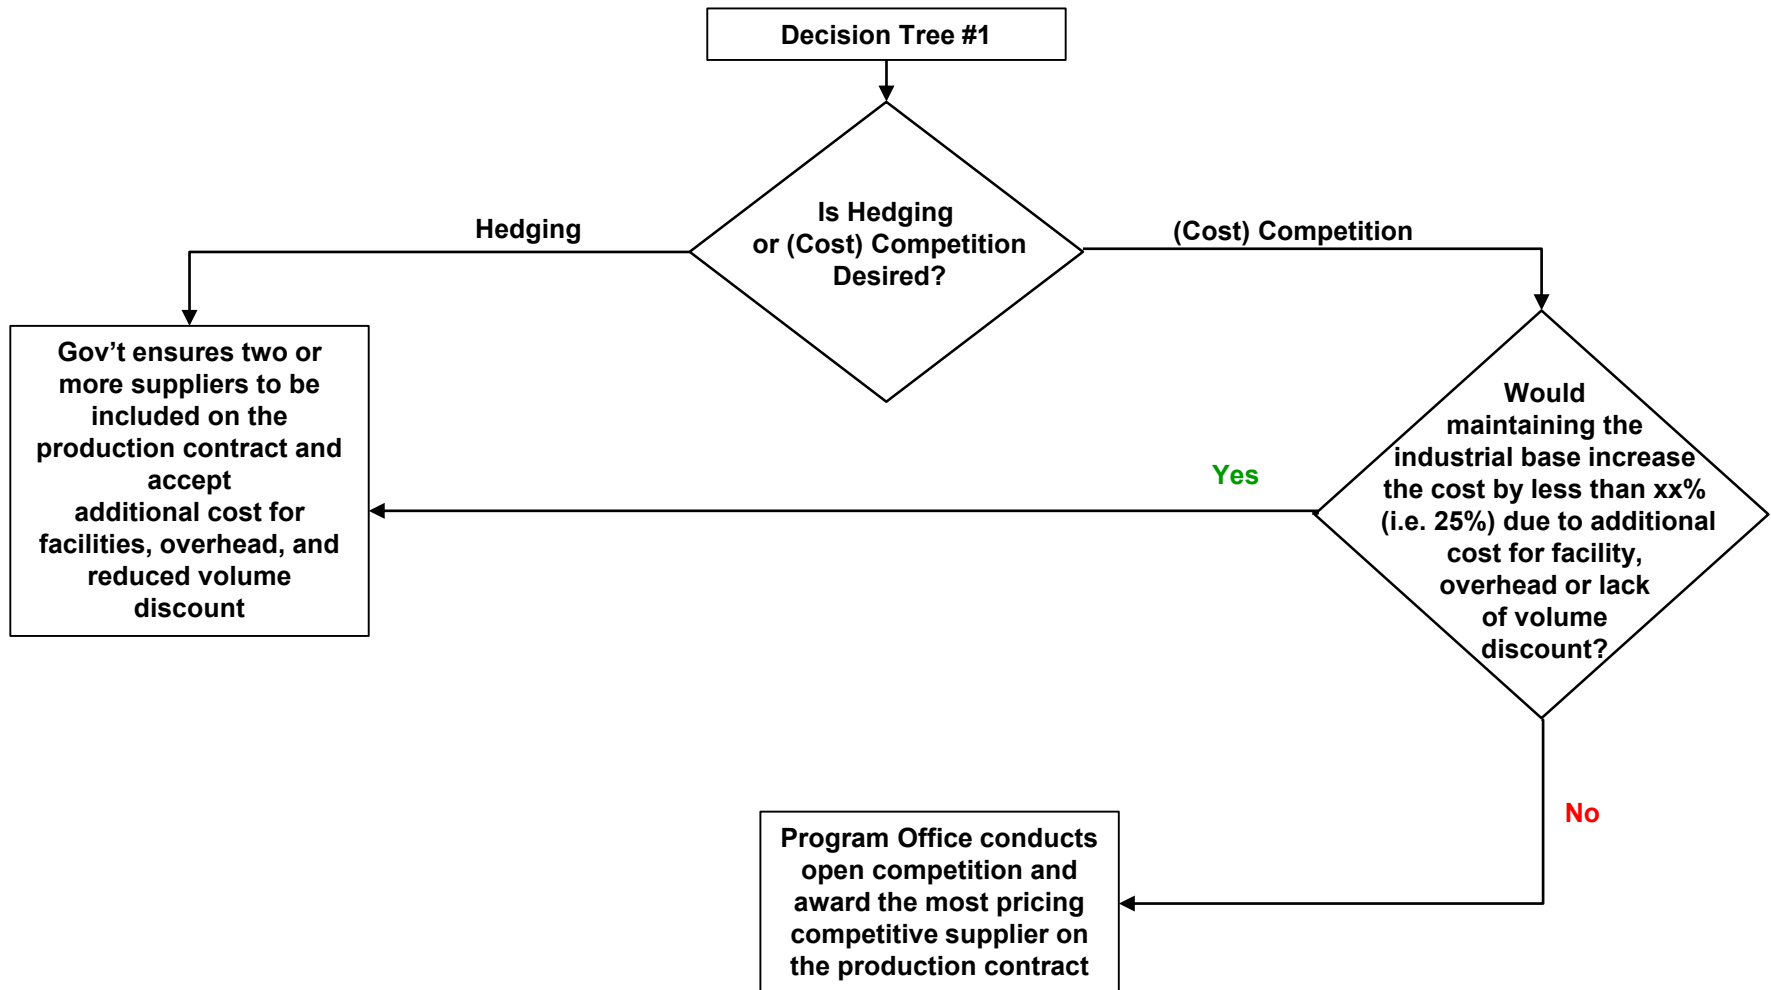 Decision Tree #1
Is Hedging
or (Cost) Competition
Desired?
Hedging
(Cost) Competition
Gov’t ensures two or
more suppliers to be
included on the
production contract and
accept
additional cost for
facilities, overhead, and
reduced volume
discount
Would
maintaining the
industrial base increase
the cost by less than xx%
(i.e. 25%) due to additional
cost for facility,
overhead or lack
of volume
discount?
Yes
No
Program Office conducts
open competition and
award the most pricing
competitive supplier on
the production contract